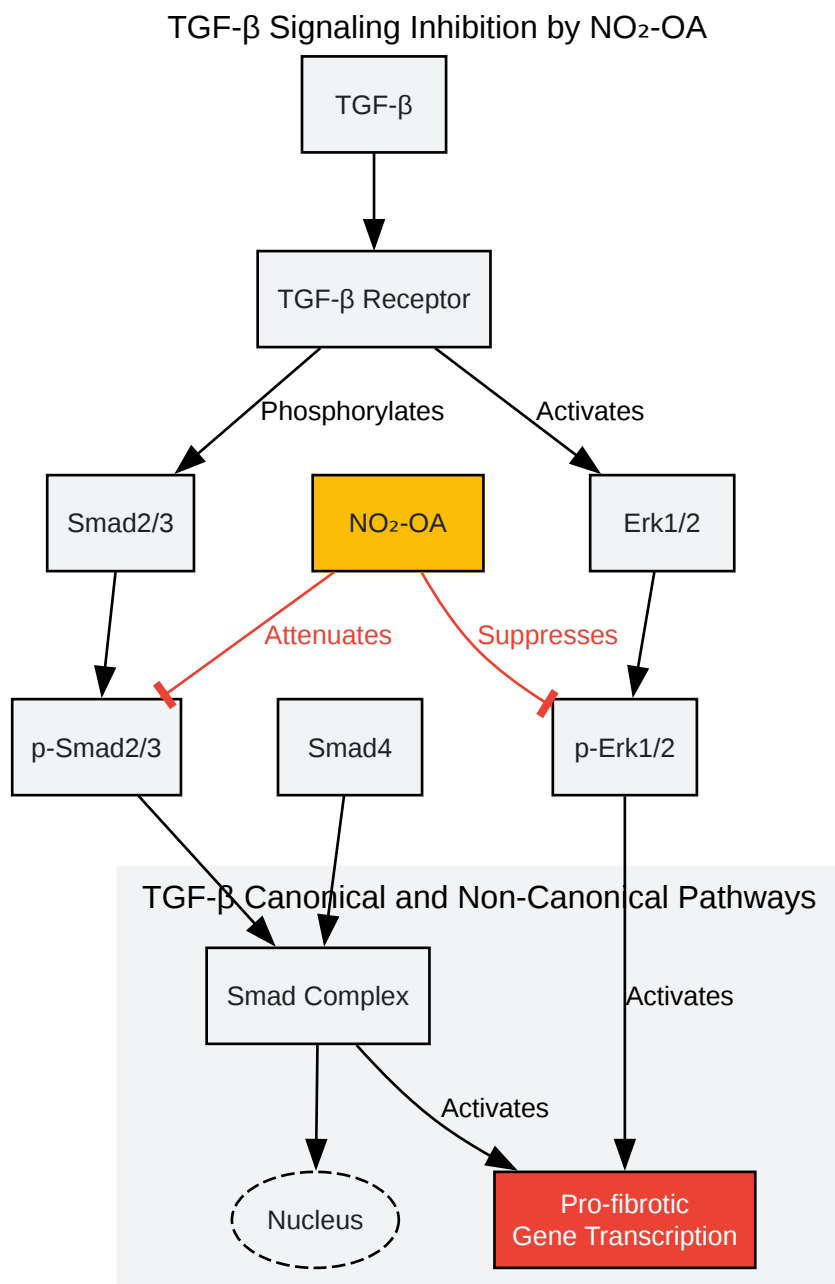 TGF-β Signaling Inhibition by NO₂-OA
TGF-β
TGF-β Receptor
Phosphorylates
Activates
Smad2/3
NO₂-OA
Erk1/2
Attenuates
Suppresses
p-Smad2/3
Smad4
p-Erk1/2
TGF-β Canonical and Non-Canonical Pathways
Smad Complex
Activates
Activates
Nucleus
Pro-fibrotic
Gene Transcription